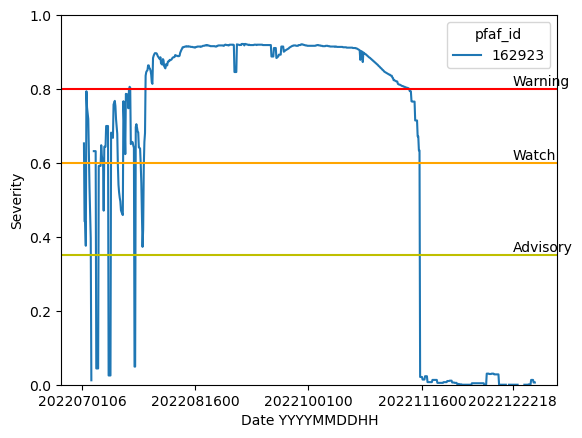 pfaf_id
162923
1.0
0.8
0.6
0.4
0.2
0.0
Severity
Warning
Watch
Advisory
2022070106 2022081600 2022100100 2022111600 2022122218
Date YYYYMMDDHH